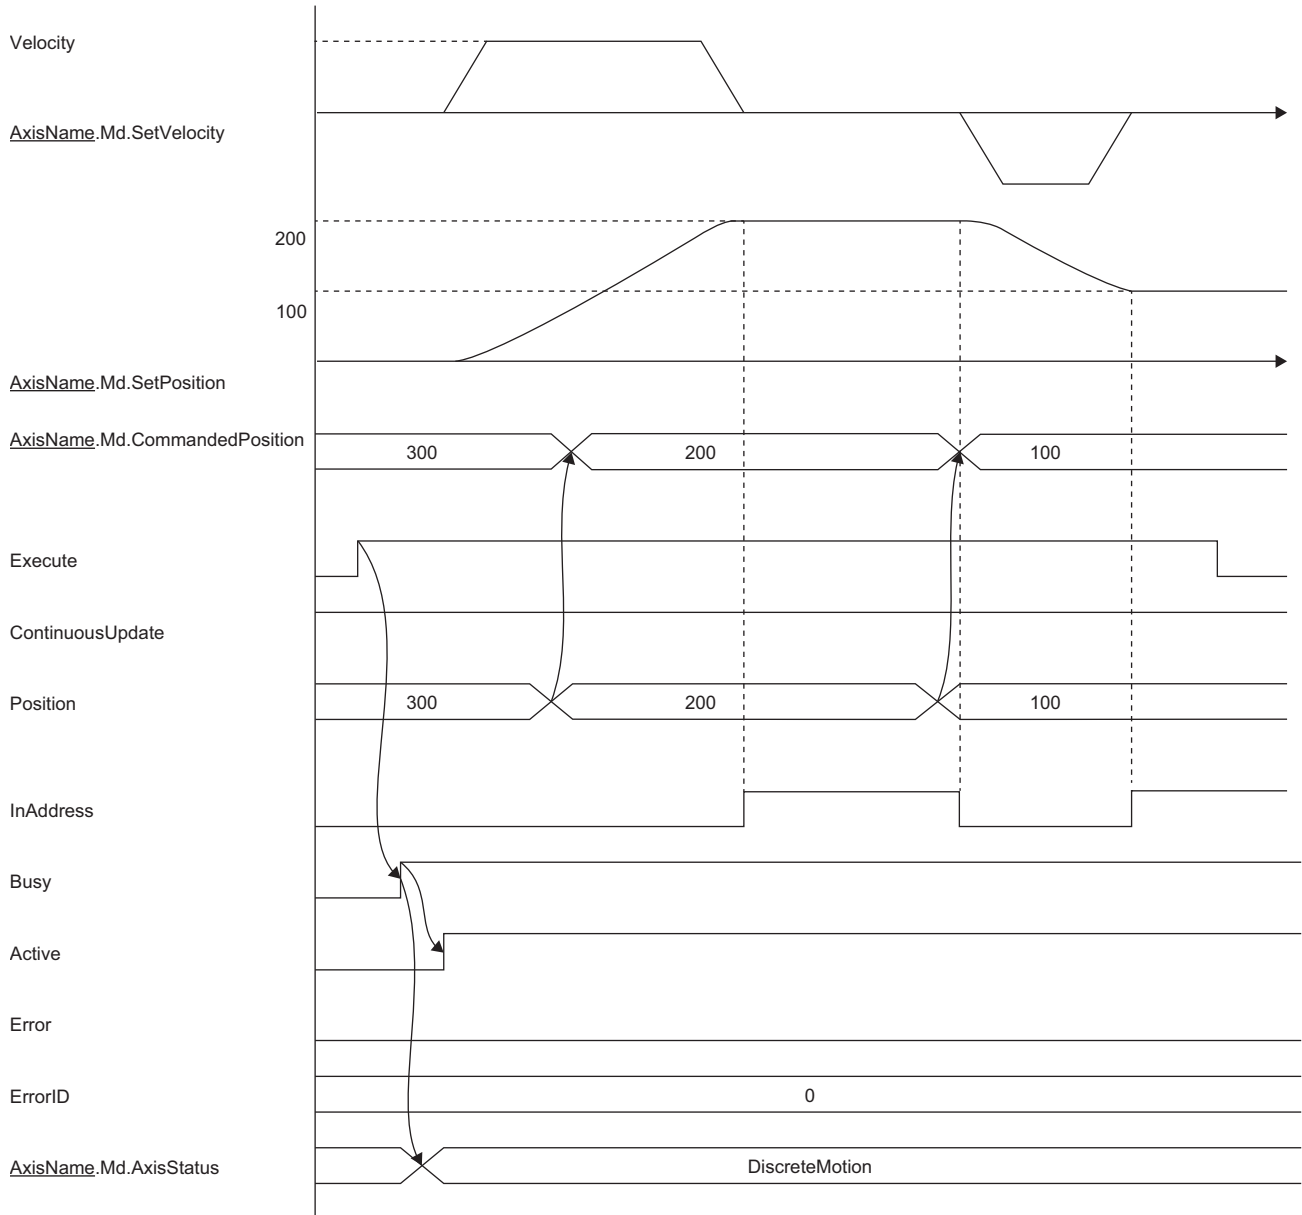 Velocity
AxisName.Md.SetVelocity
200
100
AxisName.Md.SetPosition
AxisName.Md.CommandedPosition
300 200 100
Execute
ContinuousUpdate
Position 300 200 100
InAddress
Busy
Active
Error
ErrorID 0
AxisName.Md.AxisStatus DiscreteMotion